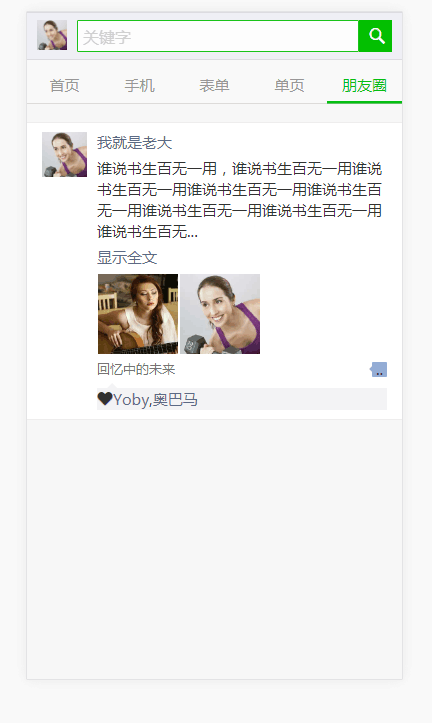 关键字
首页 手机 表单 单页 朋友圈
我就是老大
谁说书生百无一用，谁说书生百无一用谁说
书生百无一用谁说书生百无一用谁说书生百
无一用谁说书生百无一用谁说书生百无一用
谁说书生百无...
显示全文
回忆中的未来
Yoby,奥巴马